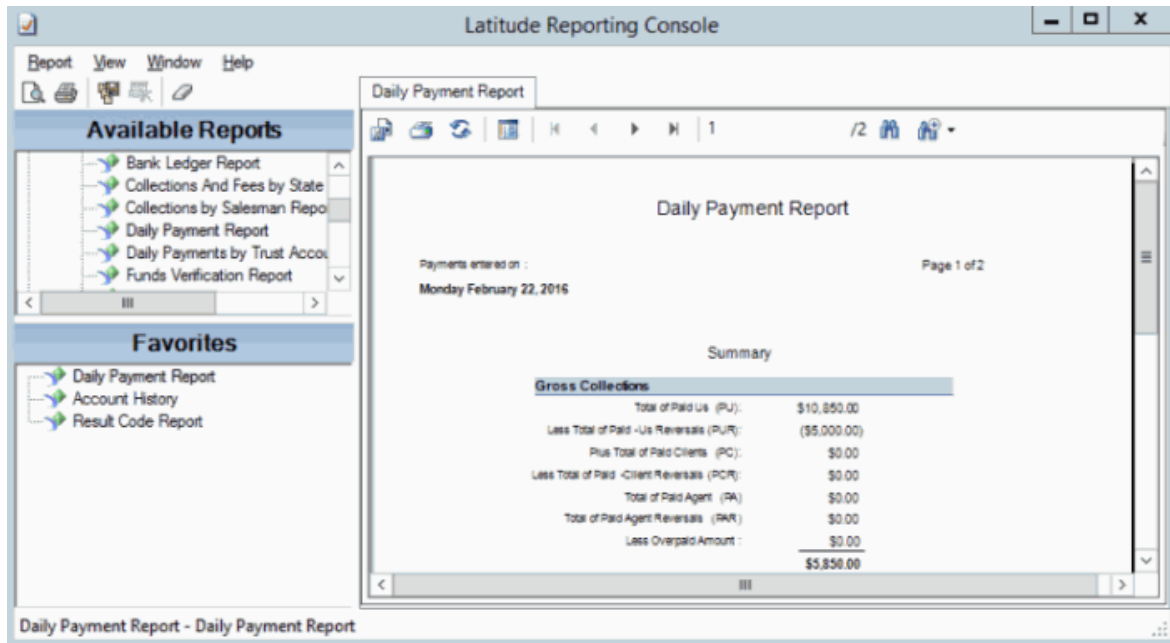 Latitude Reporting Console
Report View Window Help
Daily Payment Report
Available Reports
Bank Ledger Report
Collections And Fees by State
Collections by Salesman Repo
Daily Payment Report
Daily Payments by Trust Accou
Funds Verification Report
Favorites
Daily Payment Report
Account History
Result Code Report
1 /2
Daily Payment Report
Payments entered on :
Page 1 of 2
Monday February 22, 2016
Summary
Gross Collections
Total of Paid Us (PU): $10,850.00
Less Total of Paid -Us Reversals (PUR): ($5,000.00)
Plus Total of Paid Clients (PC): $0.00
Less Total of Paid -Client Reversals (PCR): $0.00
Total of Paid Agent (PA) $0.00
Total of Paid Agent Reversals (PAR) $0.00
Less Overpaid Amount : $0.00
$5,850.00
Daily Payment Report - Daily Payment Report